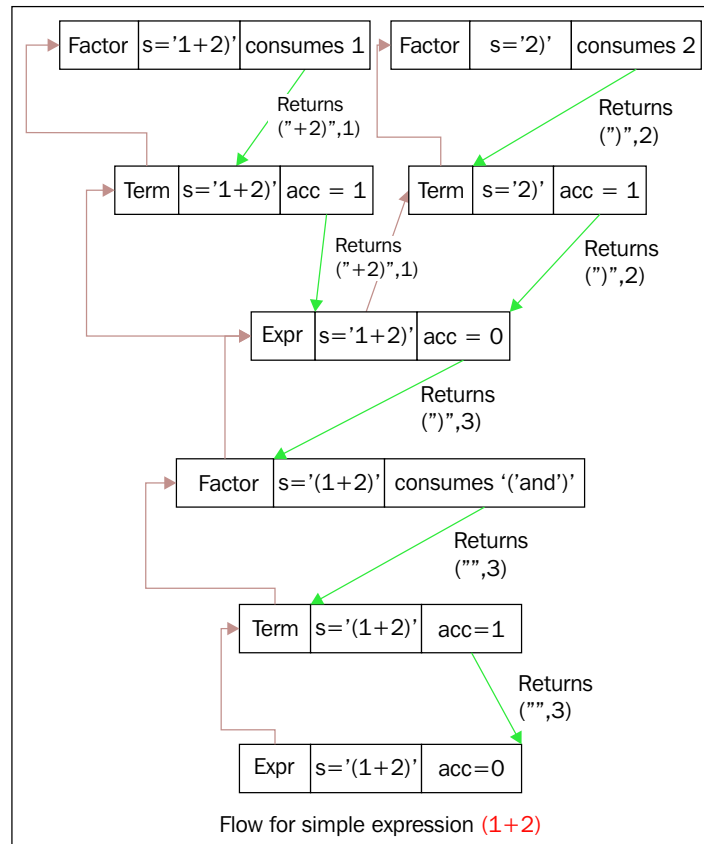 Factor s='1+2)' consumes 1
Factor s='2)' consumes 2
Returns
("+2)",1)
Returns
(")",2)
Term s='1+2)' acc = 1
Term s='2)' acc = 1
Returns
("+2)",1)
Returns
(")",2)
Expr s='1+2)' acc = 0
Returns
(")",3)
Factor s='(1+2)' consumes '('and')'
Returns
("",3)
Term s='(1+2)' acc=1
Returns
("",3)
Expr s='(1+2)' acc=0
Flow for simple expression (1+2)